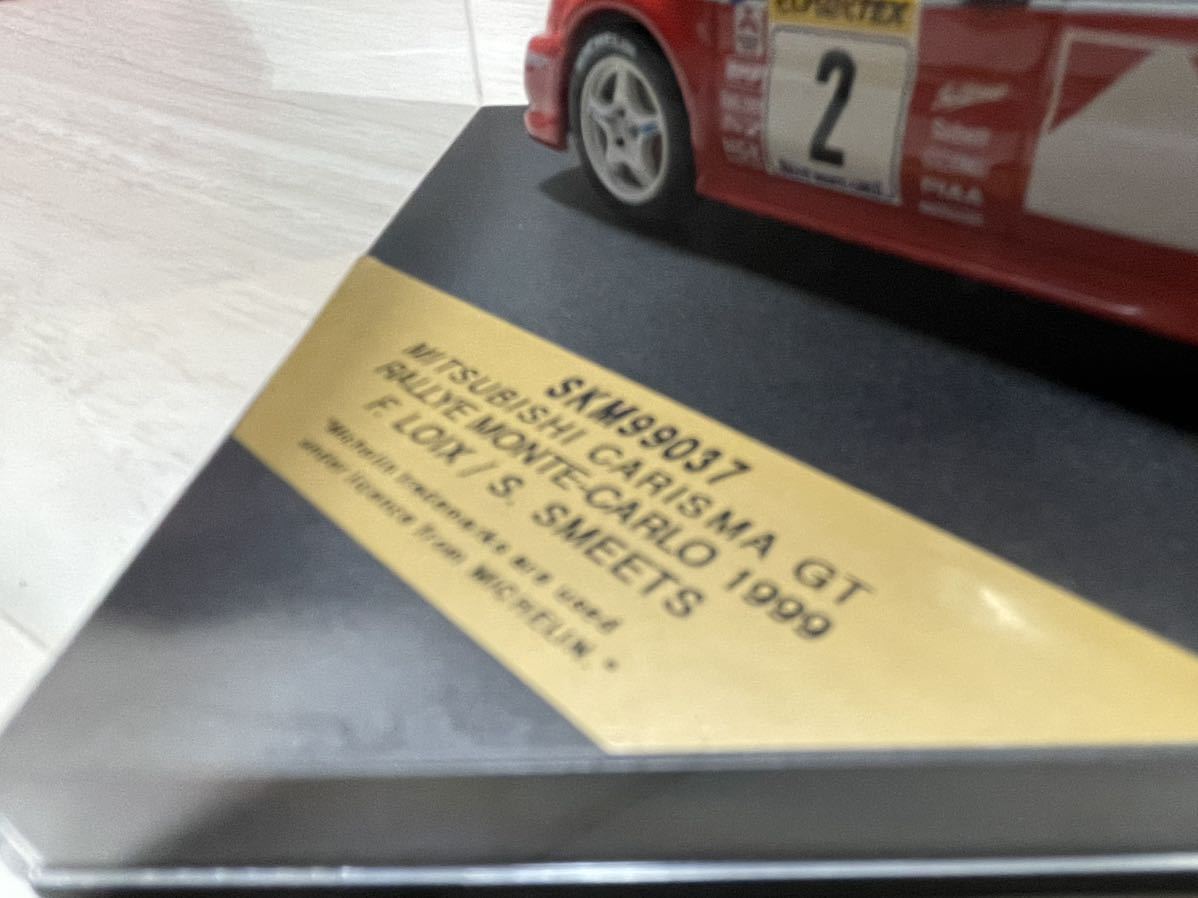 2
PIAA
SKM99037
MITSUBISHI CARISMA GT
RALLYE MONTE-CARLO 1999
F. LOIX / S. SMEETS
"Michelin trademarks are used
under licence from MICHELIN."